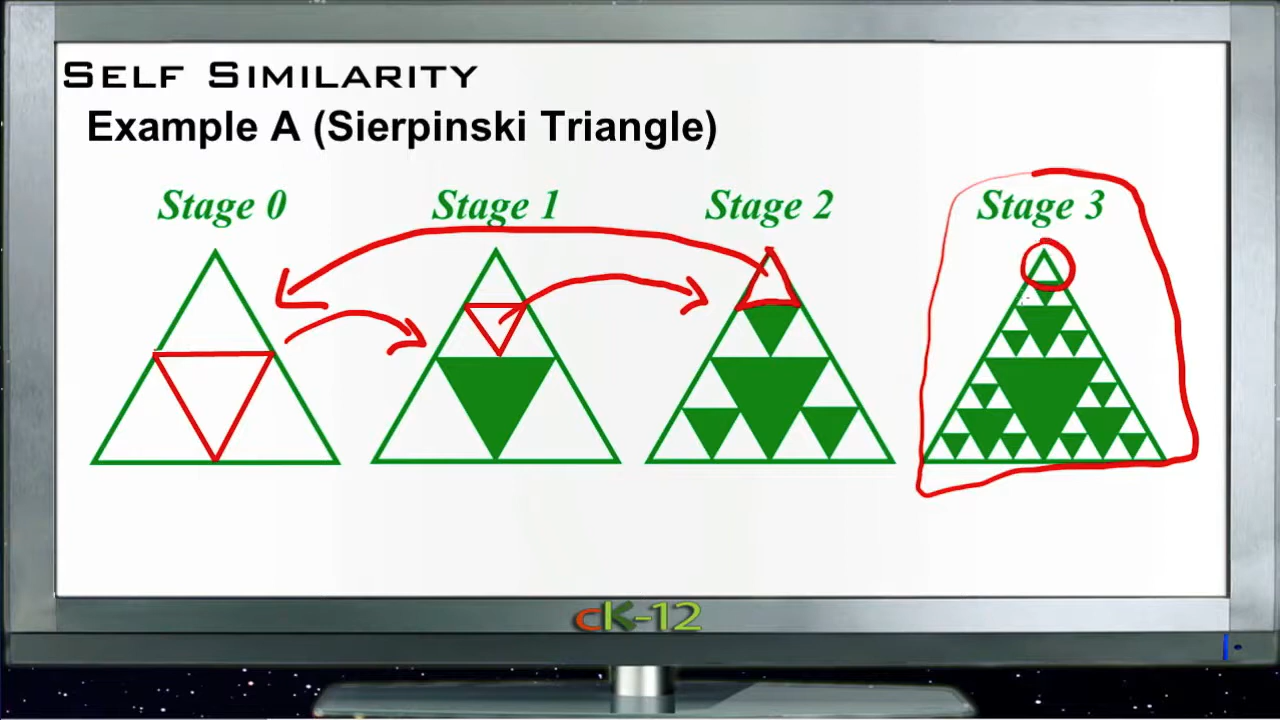 SELF SIMILARITY
Example A (Sierpinski Triangle)
Stage 0 Stage 1 Stage 2 Stage 3
cK-12